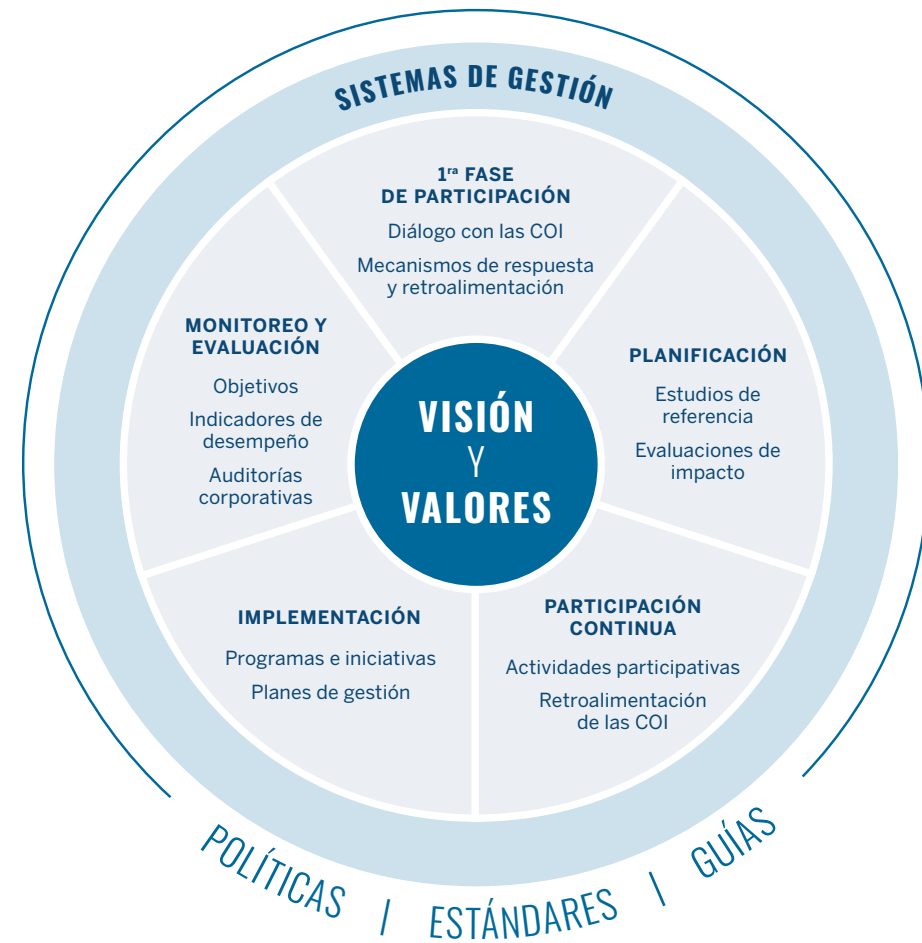 SISTEMAS DE GESTIÓN
1ra FASE
DE PARTICIPACIÓN
Diálogo con las COI
Mecanismos de respuesta
y retroalimentación
PLANIFICACIÓN
Estudios de
referencia
Evaluaciones de
impacto
PARTICIPACIÓN
CONTINUA
Actividades participativas
Retroalimentación
de las COI
IMPLEMENTACIÓN
Programas e iniciativas
Planes de gestión
MONITOREO Y
EVALUACIÓN
Objetivos
Indicadores de
desempeño
Auditorías
corporativas
VISIÓN
Y
VALORES
POLÍTICAS | ESTÁNDARES | GUÍAS